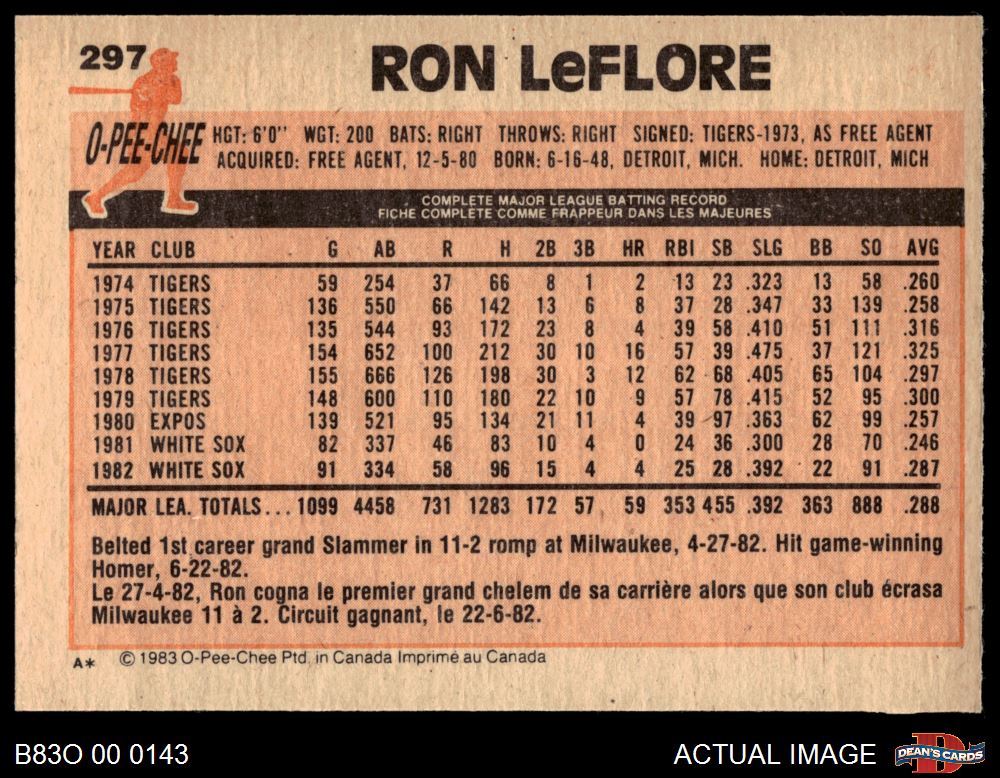 297
RON LeFLORE
O-PEE-CHEE
HGT: 6'0" WGT: 200 BATS: RIGHT THROWS: RIGHT SIGNED: TIGERS-1973, AS FREE AGENT
ACQUIRED: FREE AGENT, 12-5-80 BORN: 6-16-48, DETROIT, MICH. HOME: DETROIT, MICH
COMPLETE MAJOR LEAGUE BATTING RECORD
FICHE COMPLETE COMME FRAPPEUR DANS LES MAJEURES
YEAR CLUB G AB R H 2B 3B HR RBI SB SLG BB SO AVG
1974 TIGERS 59 254 37 66 8 1 2 13 23 .323 13 58 .260
1975 TIGERS 136 550 66 142 13 6 8 37 28 .347 33 139 .258
1976 TIGERS 135 544 93 172 23 8 4 39 58 .410 51 111 .316
1977 TIGERS 154 652 100 212 30 10 16 57 39 .475 37 121 .325
1978 TIGERS 155 666 126 198 30 3 12 62 68 .405 65 104 .297
1979 TIGERS 148 600 110 180 22 10 9 57 78 .415 52 95 .300
1980 EXPOS 139 521 95 134 21 11 4 39 97 .363 62 99 .257
1981 WHITE SOX 82 337 46 83 10 4 0 24 36 .300 28 70 .246
1982 WHITE SOX 91 334 58 96 15 4 4 25 28 .392 22 91 .287
MAJOR LEA. TOTALS... 1099 4458 731 1283 172 57 59 353 455 .392 363 888 .288
Belted 1st career grand Slammer in 11-2 romp at Milwaukee, 4-27-82. Hit game-winning
Homer, 6-22-82.
Le 27-4-82, Ron cogna le premier grand chelem de sa carrière alors que son club écrasa
Milwaukee 11 à 2. Circuit gagnant, le 22-6-82.
A* © 1983 O-Pee-Chee Ptd. in Canada Imprimé au Canada
B83O 00 0143
ACTUAL IMAGE
D
DEAN'S CARDS